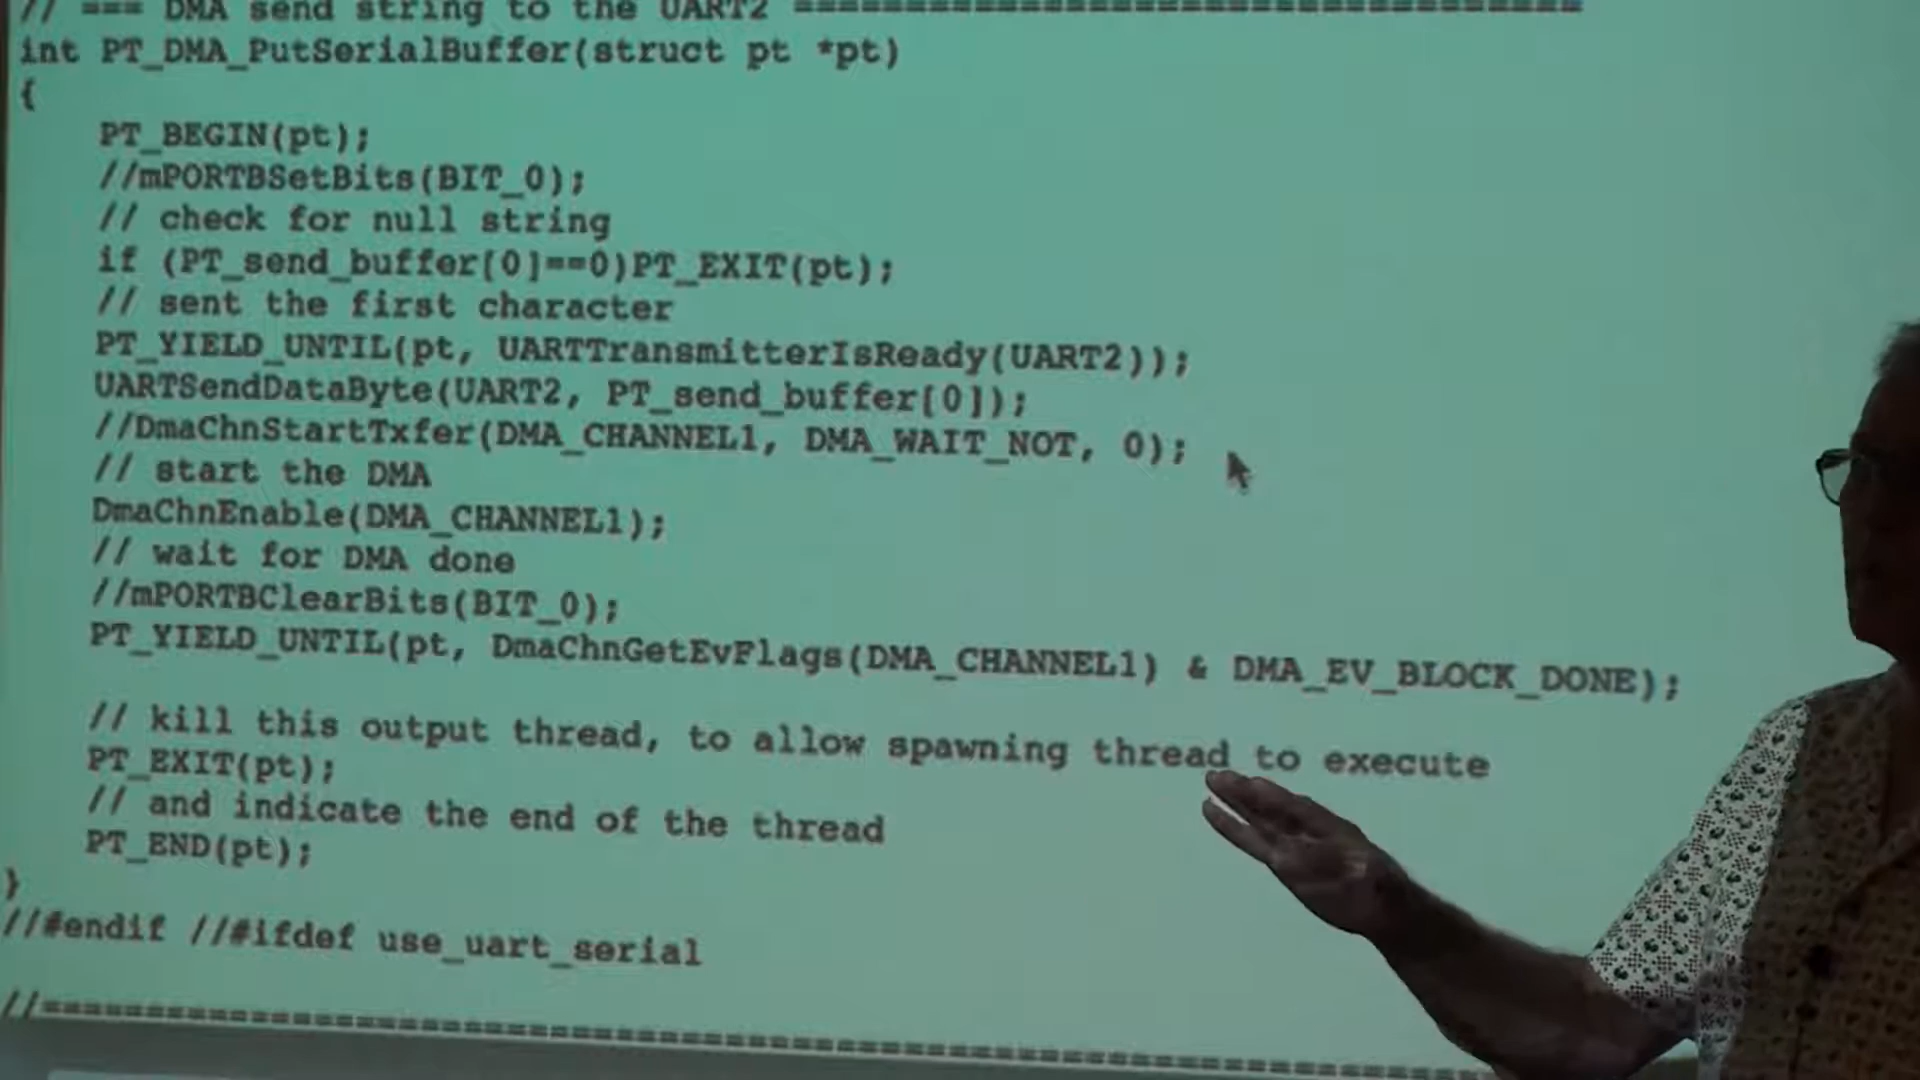 // === DMA send string to the UART2 ======================================
int PT_DMA_PutSerialBuffer(struct pt *pt)
{
PT_BEGIN(pt);
//mPORTBSetBits(BIT_0);
// check for null string
if (PT_send_buffer[0]==0)PT_EXIT(pt);
// sent the first character
PT_YIELD_UNTIL(pt, UARTTransmitterIsReady(UART2));
UARTSendDataByte(UART2, PT_send_buffer[0]);
//DmaChnStartTxfer(DMA_CHANNEL1, DMA_WAIT_NOT, 0);
// start the DMA
DmaChnEnable(DMA_CHANNEL1);
// wait for DMA done
//mPORTBClearBits(BIT_0);
PT_YIELD_UNTIL(pt, DmaChnGetEvFlags(DMA_CHANNEL1) & DMA_EV_BLOCK_DONE);
// kill this output thread, to allow spawning thread to execute
PT_EXIT(pt);
// and indicate the end of the thread
PT_END(pt);
}
//#endif //#ifdef use_uart_serial
//======================================================================